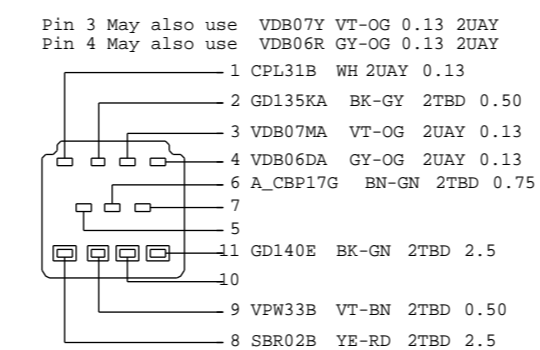 Pin 3 May also use VDB07Y VT-OG 0.13 2UAY
Pin 4 May also use VDB06R GY-OG 0.13 2UAY
1 CPL31B WH 2UAY 0.13
2 GD135KA BK-GY 2TBD 0.50
3 VDB07MA VT-OG 2UAY 0.13
4 VDB06DA GY-OG 2UAY 0.13
6 A_CBP17G BN-GN 2TBD 0.75
7
5
11 GD140E BK-GN 2TBD 2.5
10
9 VPW33B VT-BN 2TBD 0.50
8 SBR02B YE-RD 2TBD 2.5